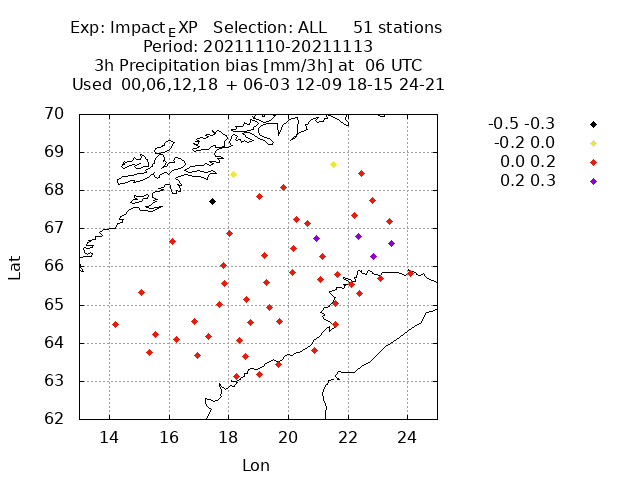 Exp: Impact_EXP Selection: ALL 51 stations
Period: 20211110-20211113
3h Precipitation bias [mm/3h] at 06 UTC
Used 00,06,12,18 + 06-03 12-09 18-15 24-21
-0.5 -0.3
-0.2 0.0
0.0 0.2
0.2 0.3
Lat
70
69
68
67
66
65
64
63
62
14 16 18 20 22 24
Lon